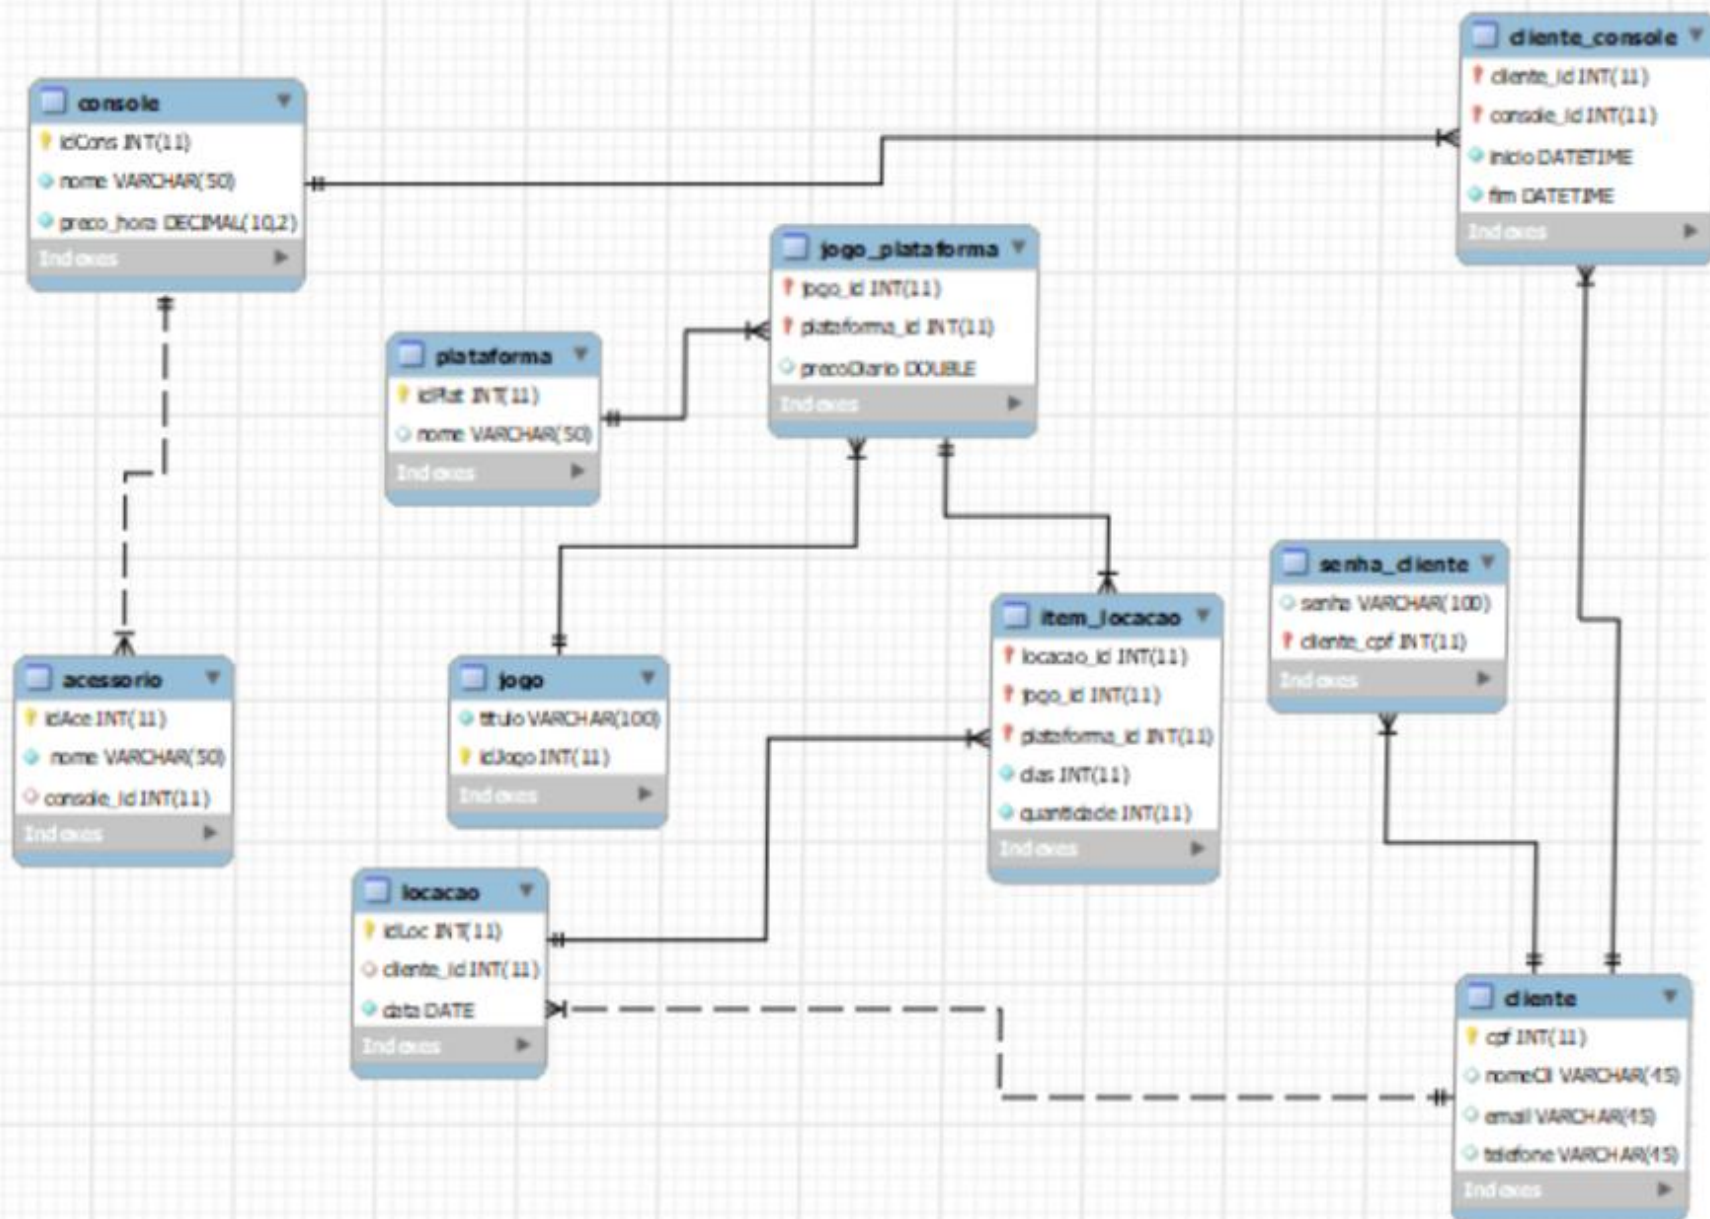 console
idCons INT(11)
nome VARCHAR(50)
preco_hora DECIMAL(10,2)
Indexes
cliente_console
cliente_id INT(11)
console_id INT(11)
inicio DATETIME
fim DATETIME
Indexes
jogo_plataforma
jogo_id INT(11)
plataforma_id INT(11)
precoDiario DOUBLE
Indexes
plataforma
idPlat INT(11)
nome VARCHAR(50)
Indexes
senha_cliente
senha VARCHAR(100)
cliente_cpf INT(11)
Indexes
item_locacao
locacao_id INT(11)
jogo_id INT(11)
plataforma_id INT(11)
dias INT(11)
quantidade INT(11)
Indexes
acessorio
idAce INT(11)
nome VARCHAR(50)
console_id INT(11)
Indexes
jogo
titulo VARCHAR(100)
idJogo INT(11)
Indexes
locacao
idLoc INT(11)
cliente_id INT(11)
data DATE
Indexes
cliente
cpf INT(11)
nomeCli VARCHAR(45)
email VARCHAR(45)
telefone VARCHAR(45)
Indexes